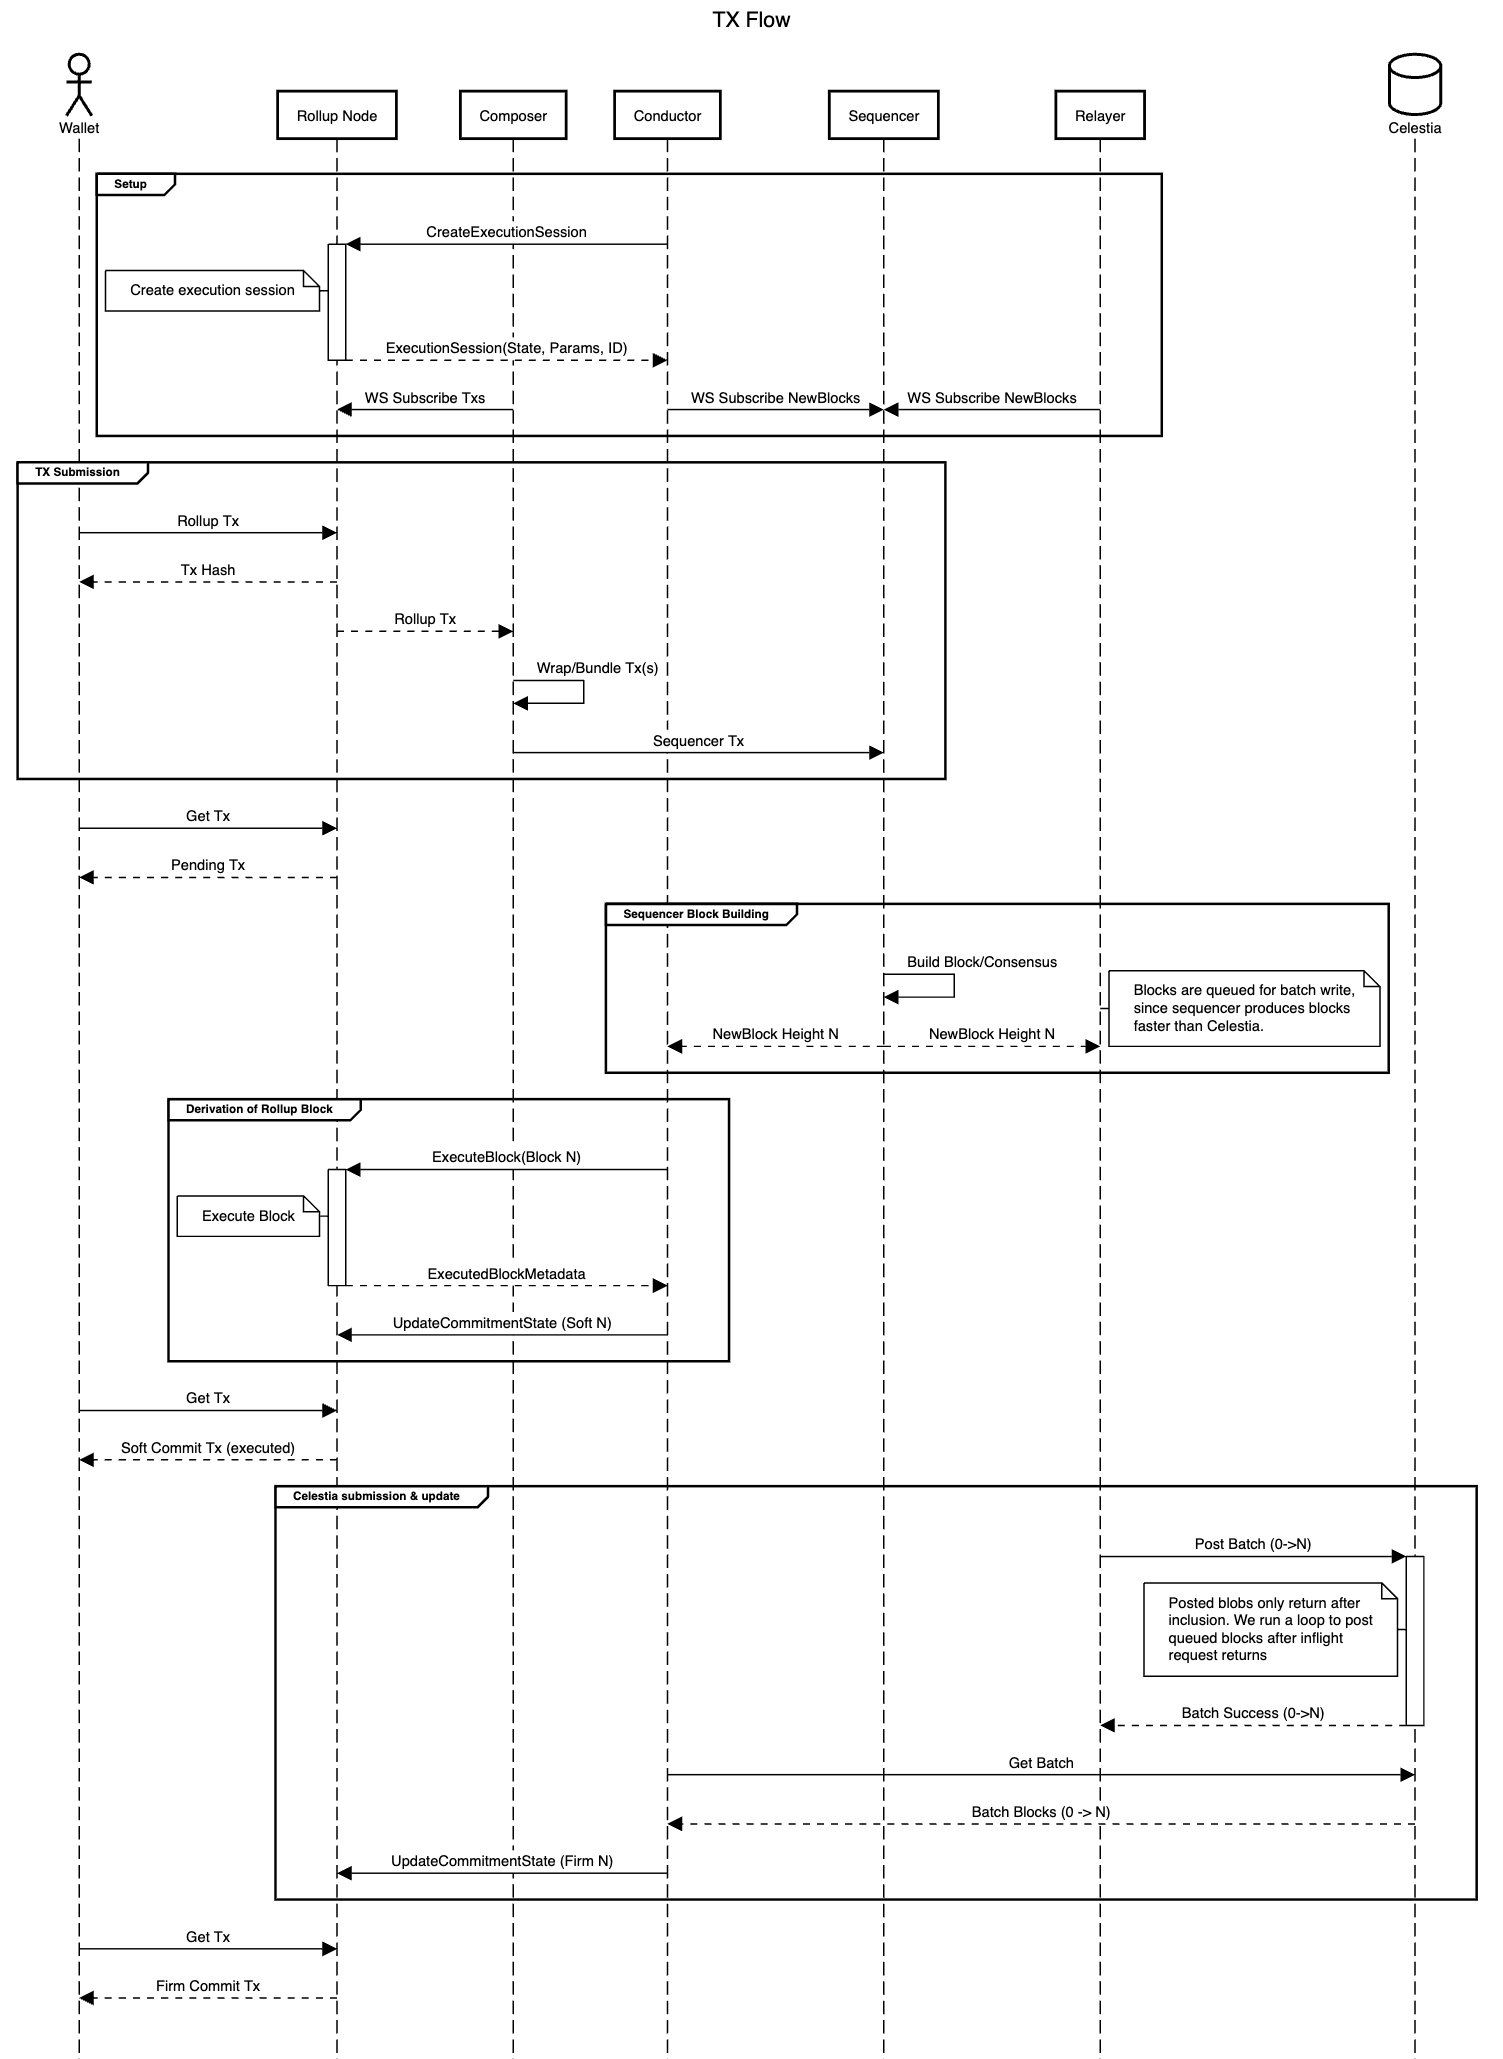 TX Flow
Wallet
Rollup Node
Composer
Conductor
Sequencer
Relayer
Celestia
Setup
CreateExecutionSession
Create execution session
ExecutionSession(State, Params, ID)
WS Subscribe Txs
WS Subscribe NewBlocks
WS Subscribe NewBlocks
TX Submission
Rollup Tx
Tx Hash
Rollup Tx
Wrap/Bundle Tx(s)
Sequencer Tx
Get Tx
Pending Tx
Sequencer Block Building
Build Block/Consensus
Blocks are queued for batch write,
since sequencer produces blocks
faster than Celestia.
NewBlock Height N
NewBlock Height N
Derivation of Rollup Block
ExecuteBlock(Block N)
Execute Block
ExecutedBlockMetadata
UpdateCommitmentState (Soft N)
Get Tx
Soft Commit Tx (executed)
Celestia submission & update
Post Batch (0->N)
Posted blobs only return after
inclusion. We run a loop to post
queued blocks after inflight
request returns
Batch Success (0->N)
Get Batch
Batch Blocks (0 -> N)
UpdateCommitmentState (Firm N)
Get Tx
Firm Commit Tx